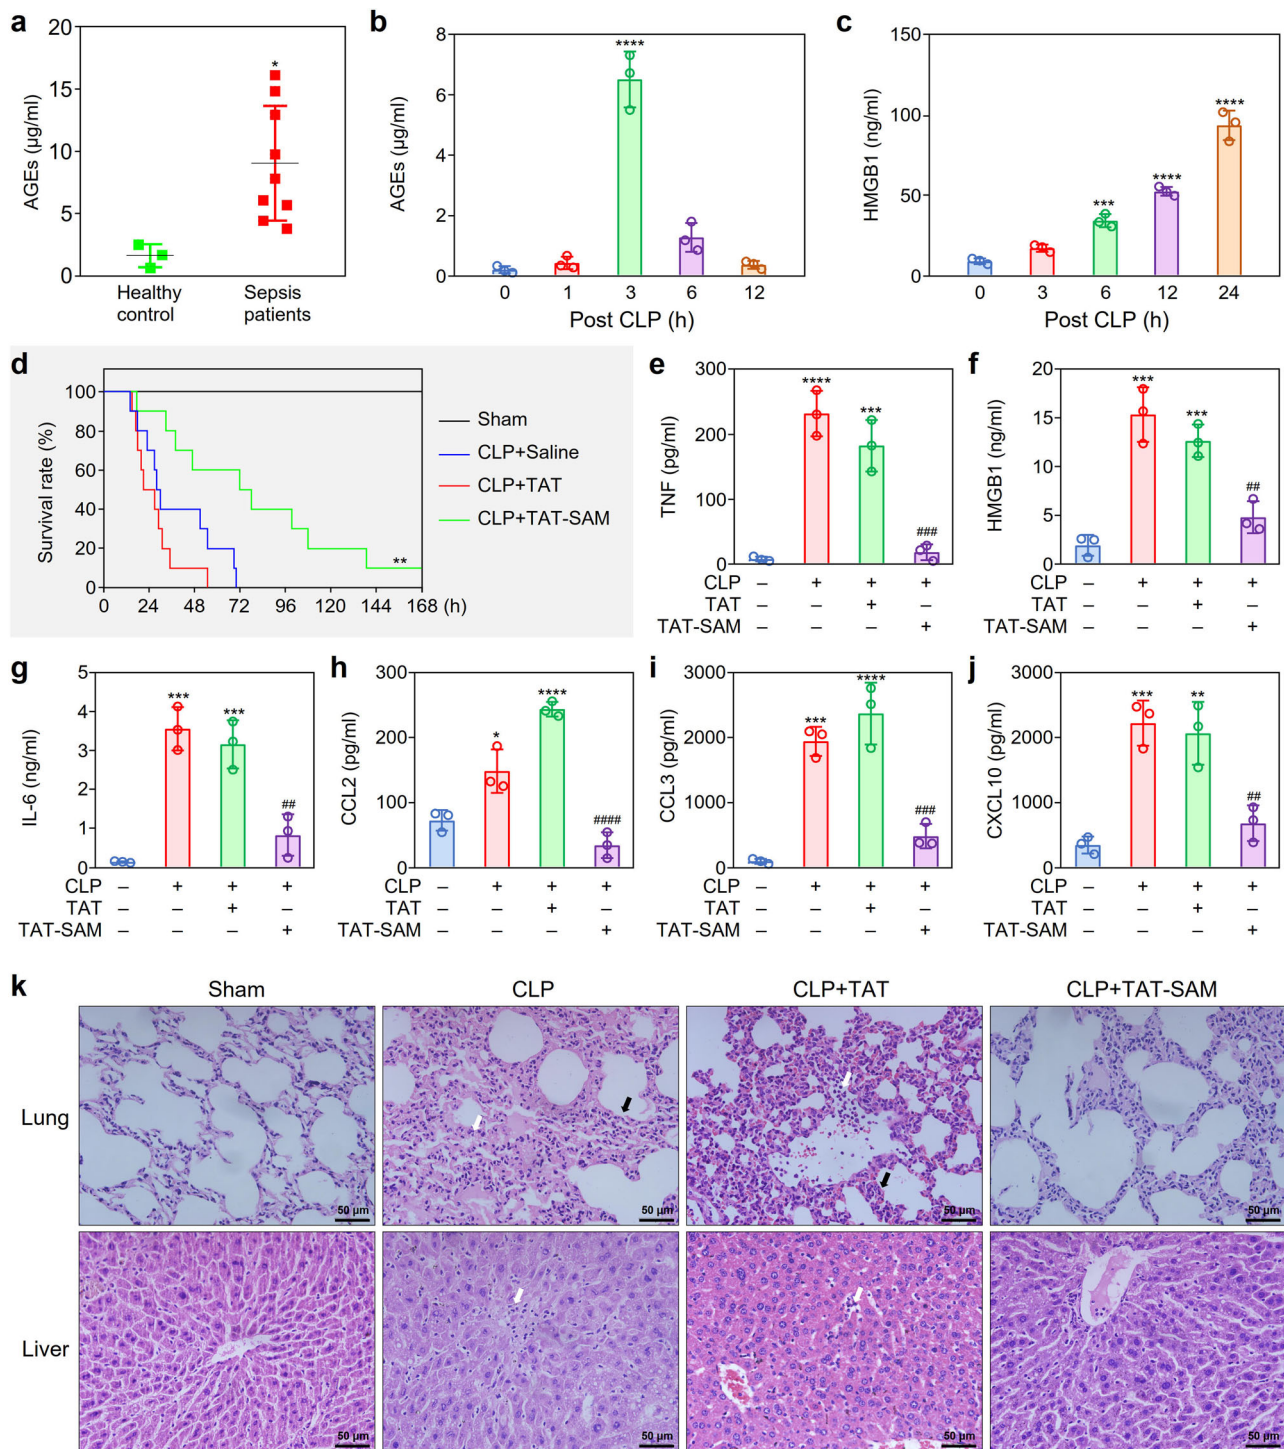 a
20
15
10
5
0
AGEs (µg/ml)
*
Healthy control
Sepsis patients
b
8
6
4
2
0
AGEs (µg/ml)
****
0 1 3 6 12
Post CLP (h)
c
150
100
50
0
HMGB1 (ng/ml)
***
****
****
0 3 6 12 24
Post CLP (h)
d
100
80
60
40
20
0
Survival rate (%)
**
0 24 48 72 96 120 144 168 (h)
Sham
CLP+Saline
CLP+TAT
CLP+TAT-SAM
e
300
200
100
0
TNF (pg/ml)
****
***
###
CLP – + + +
TAT – – + –
TAT-SAM – – – +
f
20
15
10
5
0
HMGB1 (ng/ml)
***
***
##
CLP – + + +
TAT – – + –
TAT-SAM – – – +
g
5
4
3
2
1
0
IL-6 (ng/ml)
***
***
##
CLP – + + +
TAT – – + –
TAT-SAM – – – +
h
300
200
100
0
CCL2 (pg/ml)
*
****
####
CLP – + + +
TAT – – + –
TAT-SAM – – – +
i
3000
2000
1000
0
CCL3 (pg/ml)
***
****
###
CLP – + + +
TAT – – + –
TAT-SAM – – – +
j
3000
2000
1000
0
CXCL10 (pg/ml)
***
**
##
CLP – + + +
TAT – – + –
TAT-SAM – – – +
k
Sham CLP CLP+TAT CLP+TAT-SAM
Lung
50 µm 50 µm 50 µm 50 µm
Liver
50 µm 50 µm 50 µm 50 µm